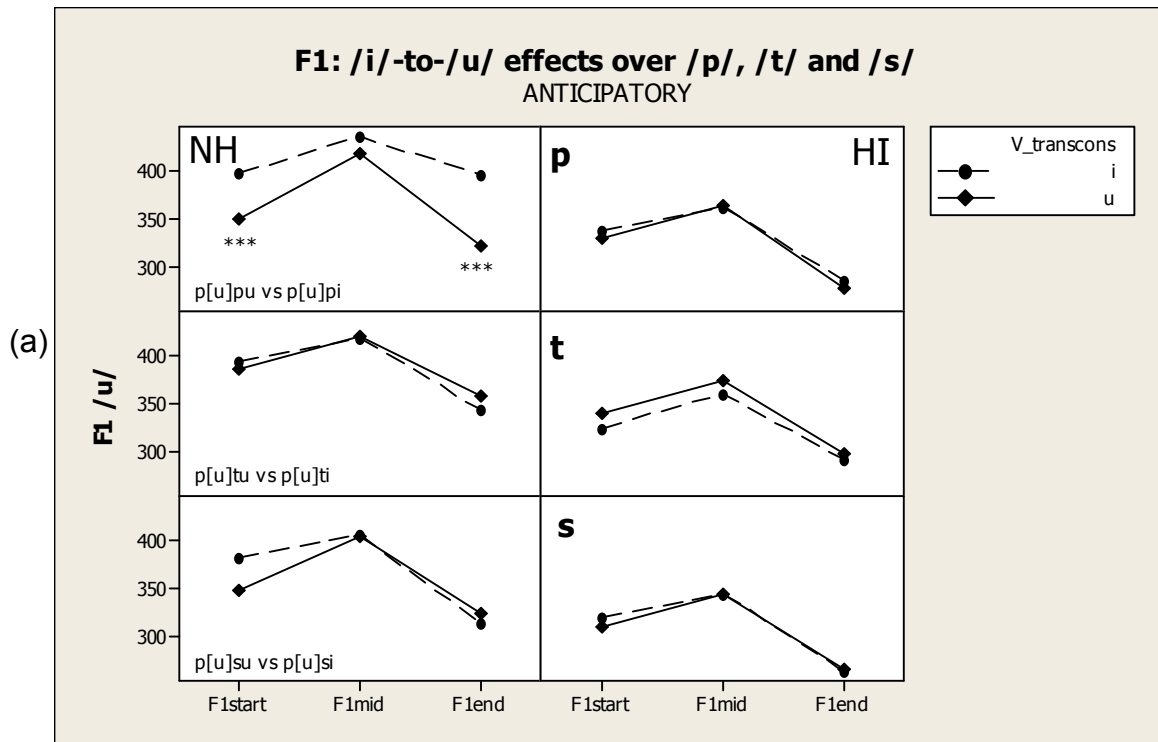 F1: /i/-to-/u/ effects over /p/, /t/ and /s/
ANTICIPATORY
NH
p
HI
V_transcons
i
u
400
350
300
***
***
p[u]pu vs p[u]pi
(a)
F1 /u/
t
400
350
300
p[u]tu vs p[u]ti
s
400
350
300
p[u]su vs p[u]si
F1start F1mid F1end F1start F1mid F1end